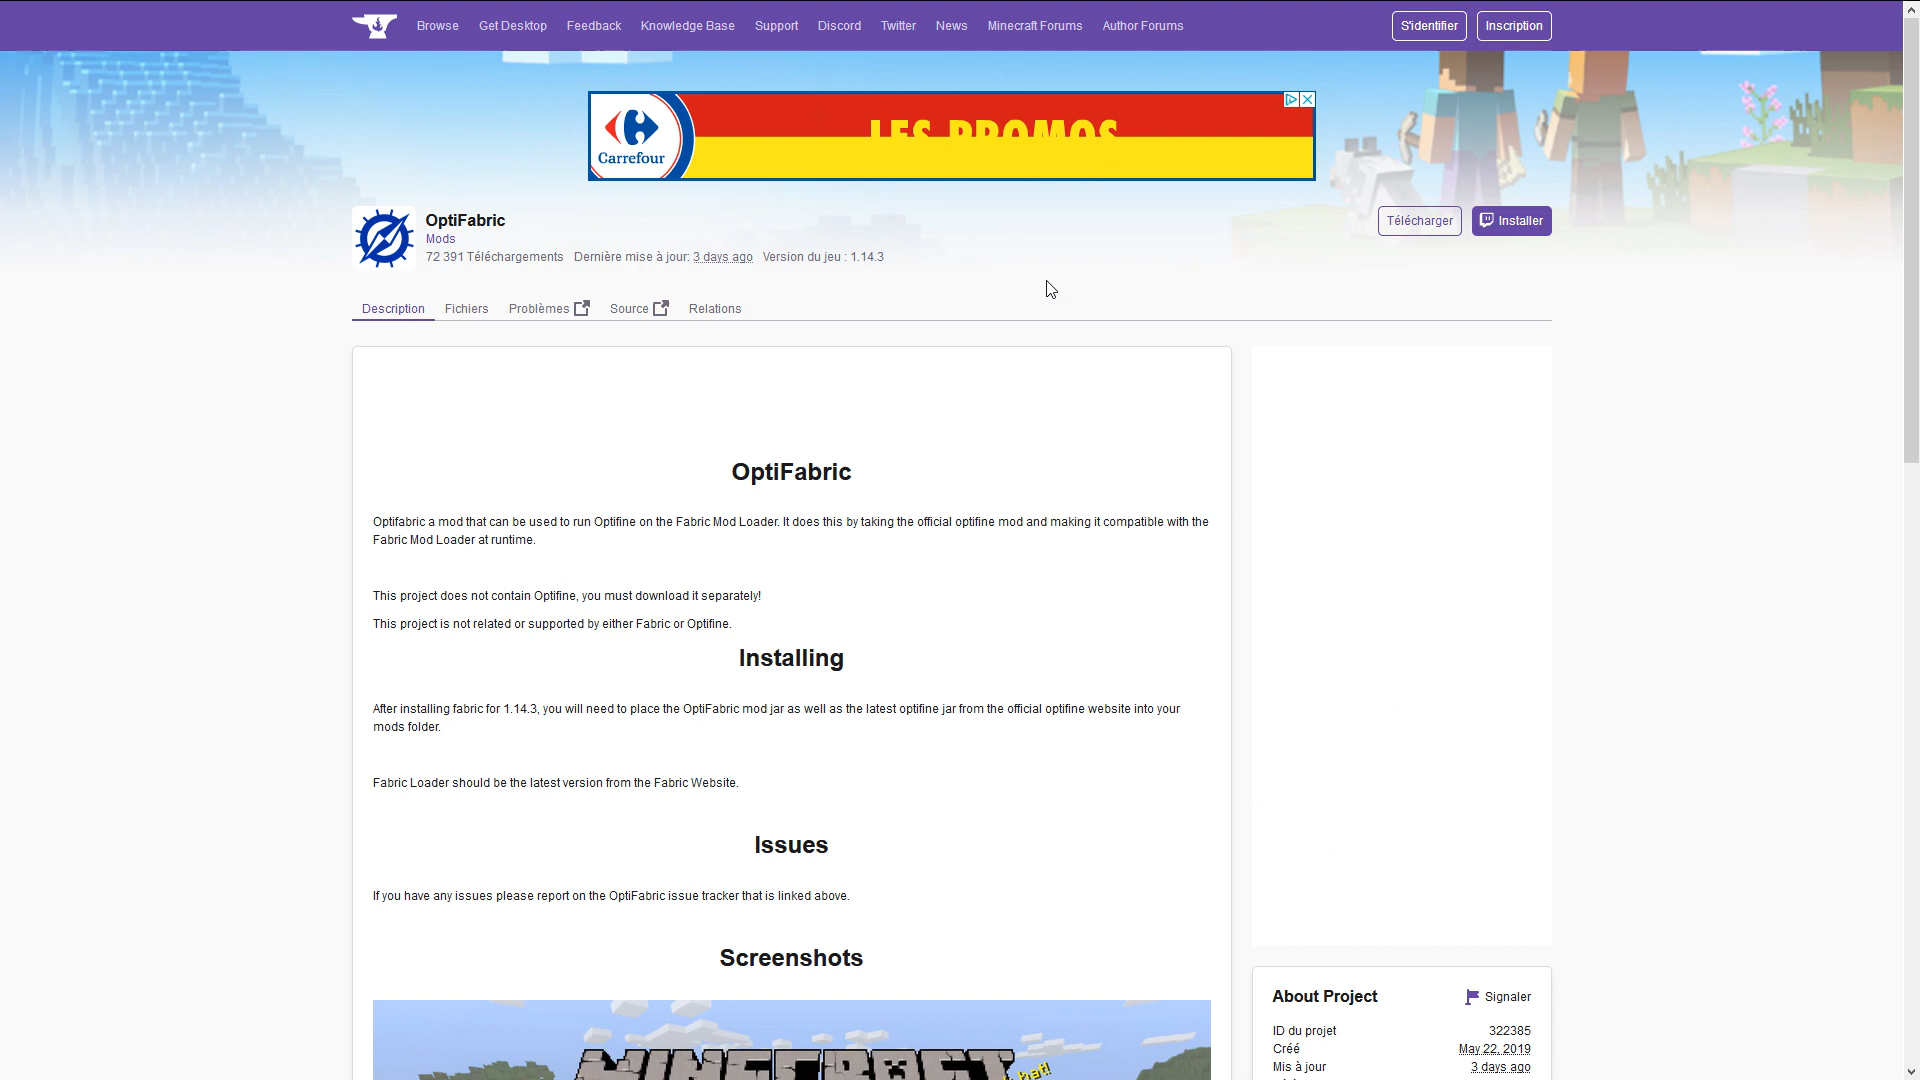 Browse Get Desktop Feedback Knowledge Base Support Discord Twitter News Minecraft Forums Author Forums S'identifier Inscription
Carrefour
LES PROMOS
OptiFabric
Mods
72 391 Téléchargements Dernière mise à jour: 3 days ago Version du jeu : 1.14.3
Télécharger Installer
Description Fichiers Problèmes Source Relations
OptiFabric
Optifabric a mod that can be used to run Optifine on the Fabric Mod Loader. It does this by taking the official optifine mod and making it compatible with the
Fabric Mod Loader at runtime.
This project does not contain Optifine, you must download it separately!
This project is not related or supported by either Fabric or Optifine.
Installing
After installing fabric for 1.14.3, you will need to place the OptiFabric mod jar as well as the latest optifine jar from the official optifine website into your
mods folder.
Fabric Loader should be the latest version from the Fabric Website.
Issues
If you have any issues please report on the OptiFabric issue tracker that is linked above.
Screenshots
MINECRAFT
About Project Signaler
ID du projet 322385
Créé May 22, 2019
Mis à jour 3 days ago